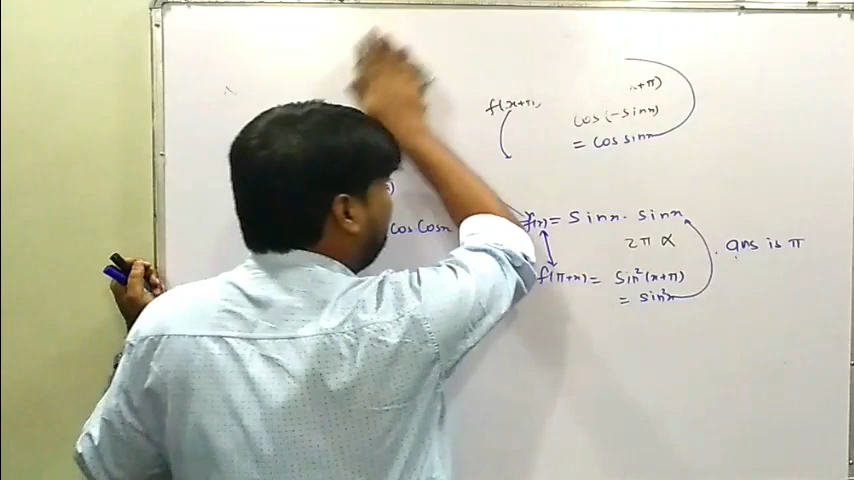 +π)
f(x+π)
cos(-sinx)
= cos sinx
cos cosx
f(x) = sinx. sinx
2π α
ans is π
f(π+x) = sin²(x+π)
= sin²x